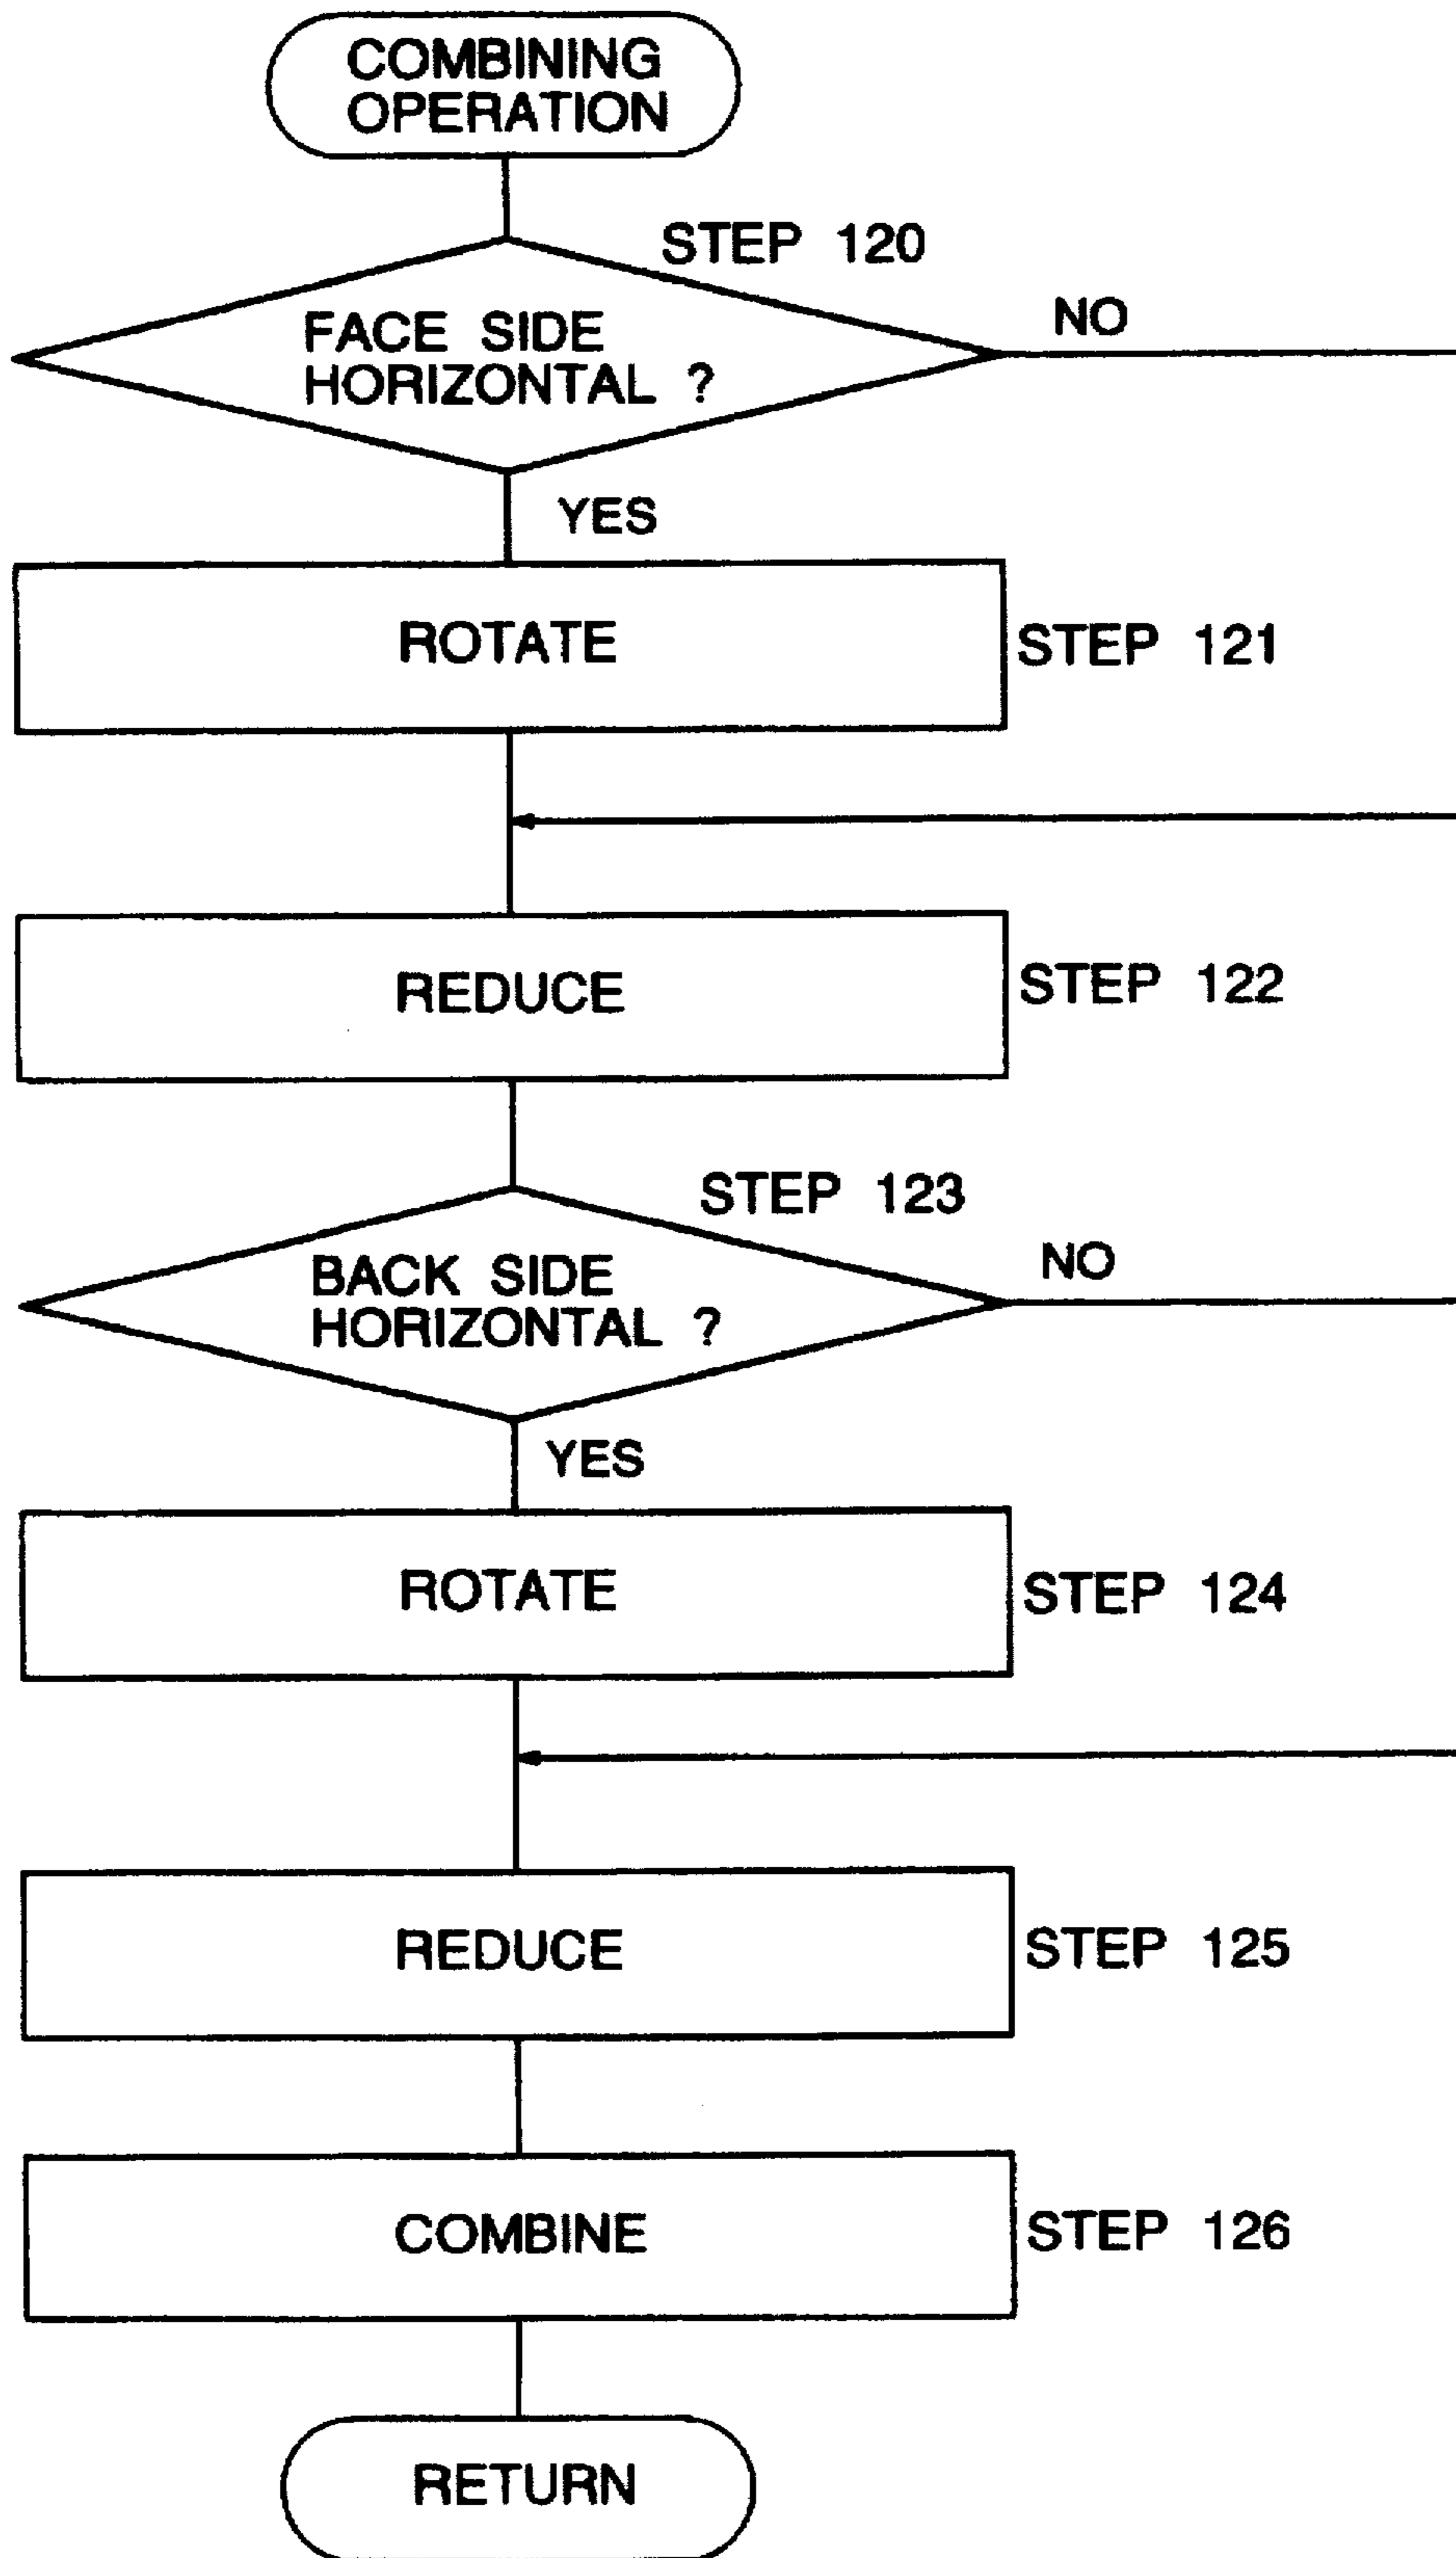 COMBINING
OPERATION
STEP 120
FACE SIDE
HORIZONTAL ?
NO
YES
ROTATE
STEP 121
REDUCE
STEP 122
STEP 123
BACK SIDE
HORIZONTAL ?
NO
YES
ROTATE
STEP 124
REDUCE
STEP 125
COMBINE
STEP 126
RETURN